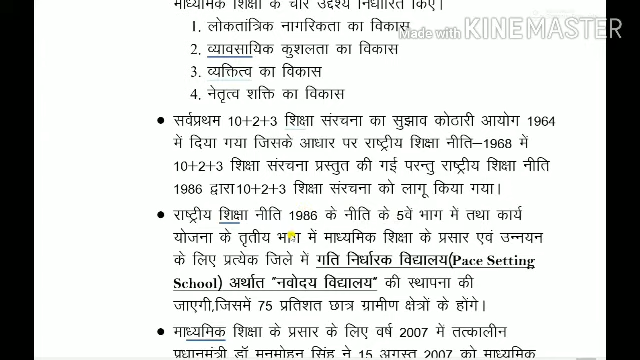 माध्यमिक शिक्षा के चार उद्देश्य निर्धारित किए।
1. लोकतांत्रिक नागरिकता का विकास
2. व्यावसायिक कुशलता का विकास
3. व्यक्तित्व का विकास
4. नेतृत्व शक्ति का विकास
Made with KINEMASTER
• सर्वप्रथम 10+2+3 शिक्षा संरचना का सुझाव कोठारी आयोग 1964
में दिया गया जिसके आधार पर राष्ट्रीय शिक्षा नीति–1968 में
10+2+3 शिक्षा संरचना प्रस्तुत की गई परन्तु राष्ट्रीय शिक्षा नीति
1986 द्वारा 10+2+3 शिक्षा संरचना को लागू किया गया।
• राष्ट्रीय शिक्षा नीति 1986 के नीति के 5वें भाग में तथा कार्य
योजना के तृतीय भाग में माध्यमिक शिक्षा के प्रसार एवं उन्नयन
के लिए प्रत्येक जिले में गति निर्धारक विद्यालय(Pace Setting
School) अर्थात "नवोदय विद्यालय" की स्थापना की
जाएगी,जिसमें 75 प्रतिशत छात्र ग्रामीण क्षेत्रों के होंगे।
• माध्यमिक शिक्षा के प्रसार के लिए वर्ष 2007 में तत्कालीन
प्रधानमंत्री डॉ मनमोहन सिंह ने 15 अगस्त 2007 को माध्यमिक